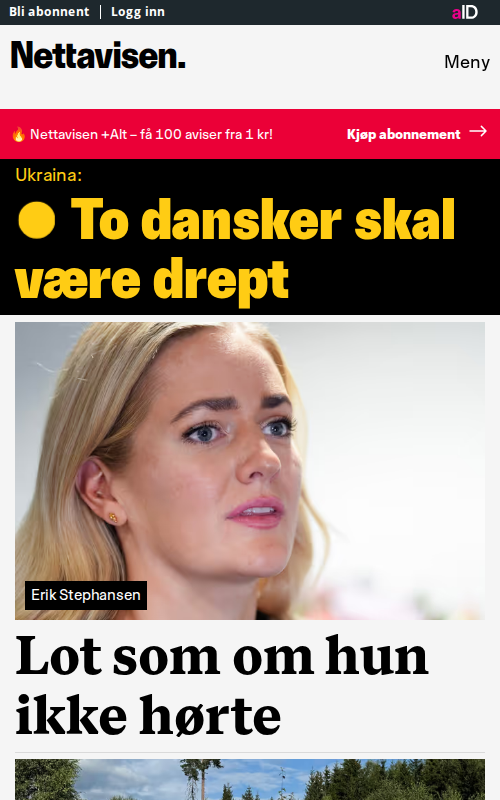 Bli abonnent | Logg inn
aID
Nettavisen.
Meny
Nettavisen +Alt – få 100 aviser fra 1 kr!
Kjøp abonnement →
Ukraina:
To dansker skal
være drept
Erik Stephansen
Lot som om hun
ikke hørte